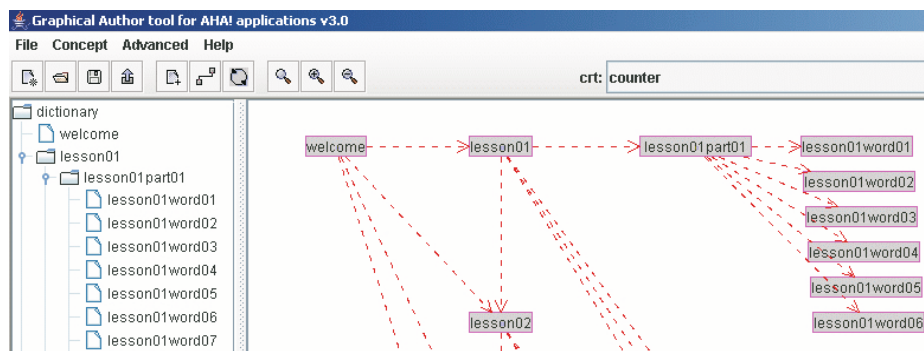 Graphical Author tool for AHA! applications v3.0
File Concept Advanced Help
crt: counter
dictionary
welcome
lesson01
lesson01part01
lesson01word01
lesson01word02
lesson01word03
lesson01word04
lesson01word05
lesson01word06
lesson01word07
welcome lesson01 lesson01part01 lesson01word01
lesson01word02
lesson01word03
lesson01word04
lesson01word05
lesson02 lesson01word06